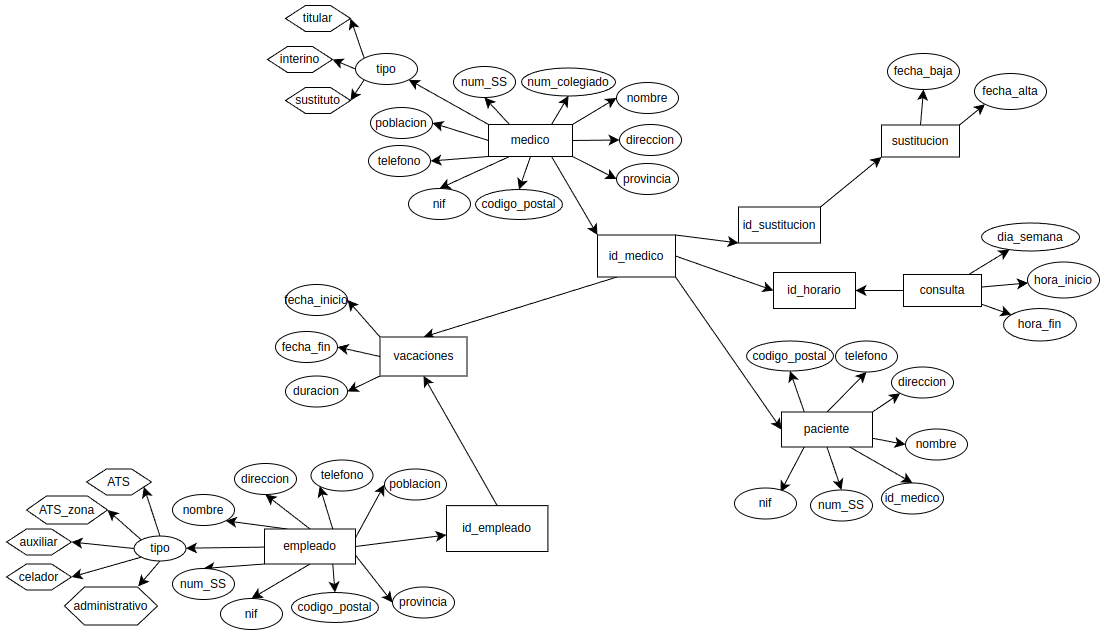 titular
interino
sustituto
tipo
num_SS
num_colegiado
nombre
poblacion
medico
direccion
telefono
provincia
nif
codigo_postal
fecha_baja
fecha_alta
sustitucion
id_sustitucion
id_medico
id_horario
consulta
dia_semana
hora_inicio
hora_fin
fecha_inicio
fecha_fin
duracion
vacaciones
codigo_postal
telefono
direccion
paciente
nombre
nif
num_SS
id_medico
ATS
ATS_zona
auxiliar
celador
administrativo
tipo
nombre
direccion
telefono
poblacion
empleado
id_empleado
num_SS
nif
codigo_postal
provincia